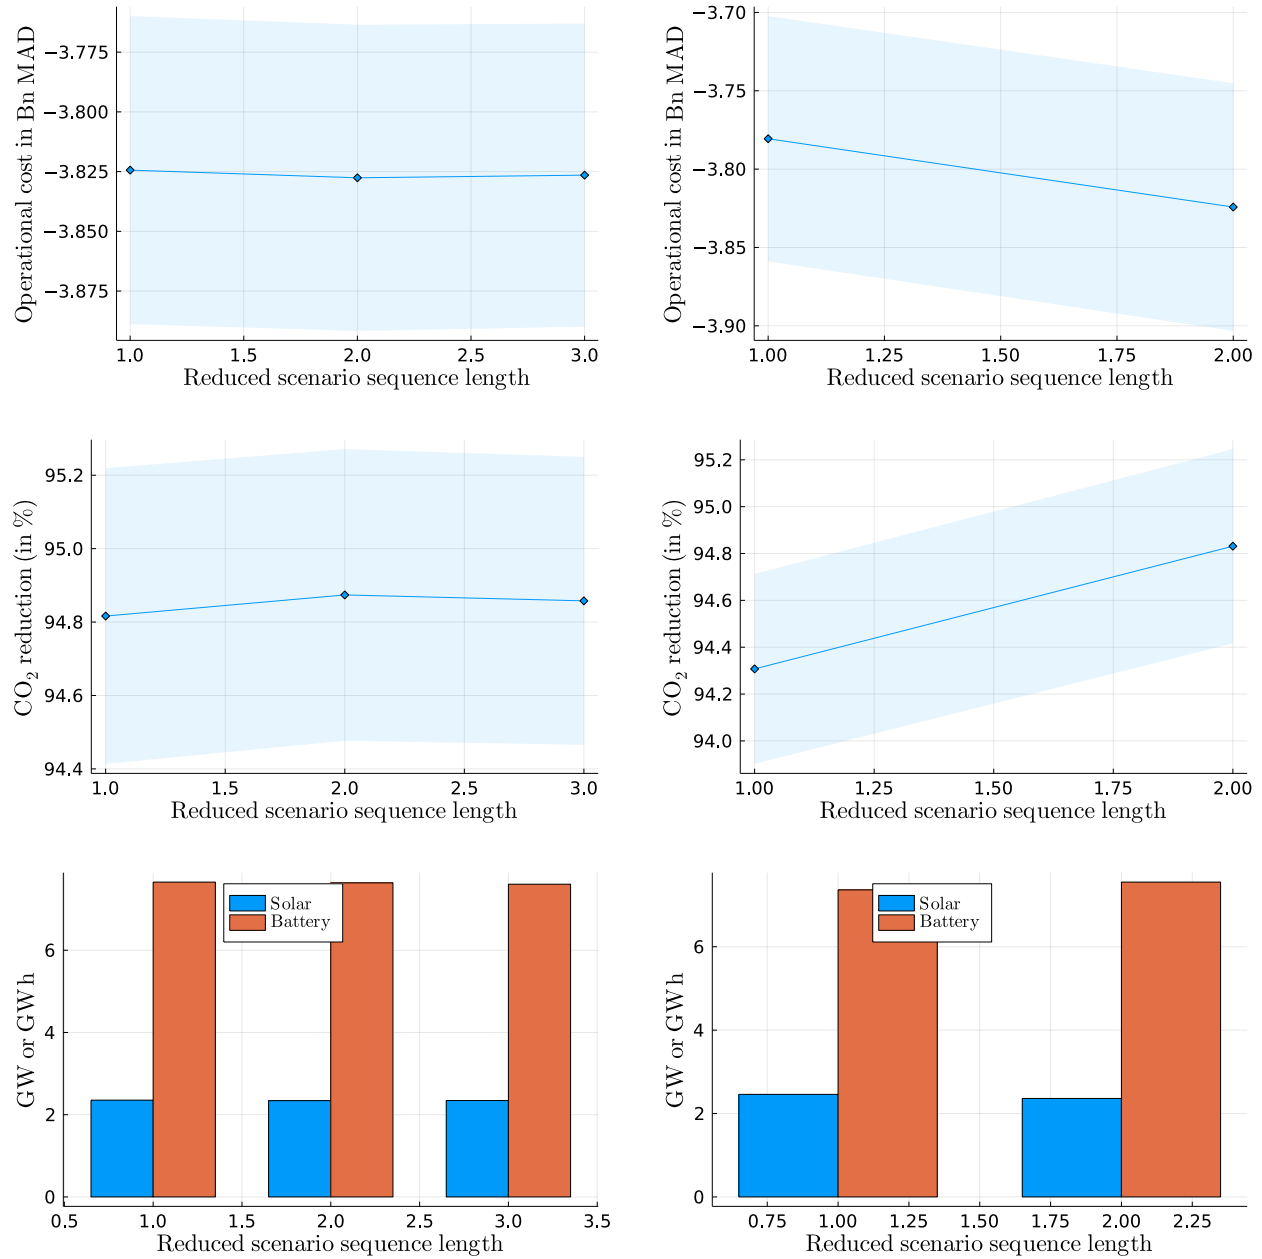 Operational cost in Bn MAD
−3.775
−3.800
−3.825
−3.850
−3.875
1.0 1.5 2.0 2.5 3.0
Reduced scenario sequence length
Operational cost in Bn MAD
−3.70
−3.75
−3.80
−3.85
−3.90
1.00 1.25 1.50 1.75 2.00
Reduced scenario sequence length
CO₂ reduction (in %)
95.2
95.0
94.8
94.6
94.4
1.0 1.5 2.0 2.5 3.0
Reduced scenario sequence length
CO₂ reduction (in %)
95.2
95.0
94.8
94.6
94.4
94.2
94.0
1.00 1.25 1.50 1.75 2.00
Reduced scenario sequence length
GW or GWh
6
4
2
0
Solar
Battery
0.5 1.0 1.5 2.0 2.5 3.0 3.5
Reduced scenario sequence length
GW or GWh
6
4
2
0
Solar
Battery
0.75 1.00 1.25 1.50 1.75 2.00 2.25
Reduced scenario sequence length